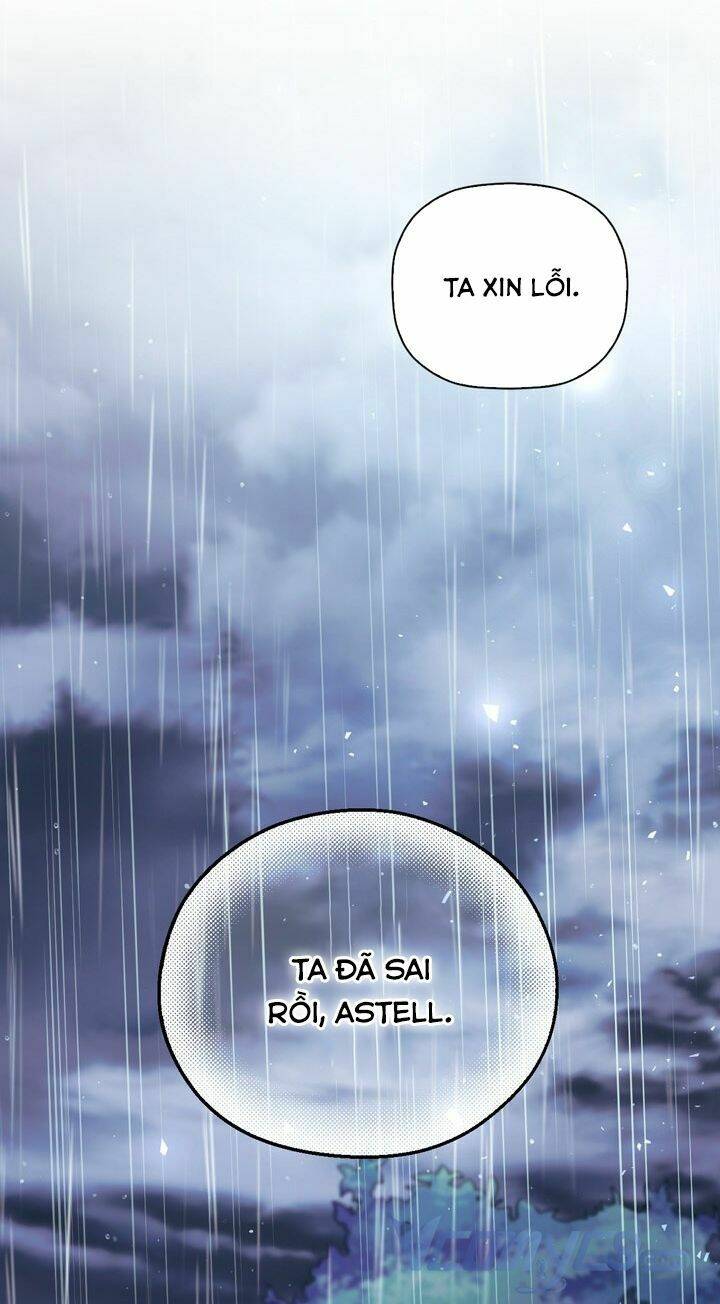 TA XIN LỖI.
TA ĐÃ SAI
RỒI, ASTELL.